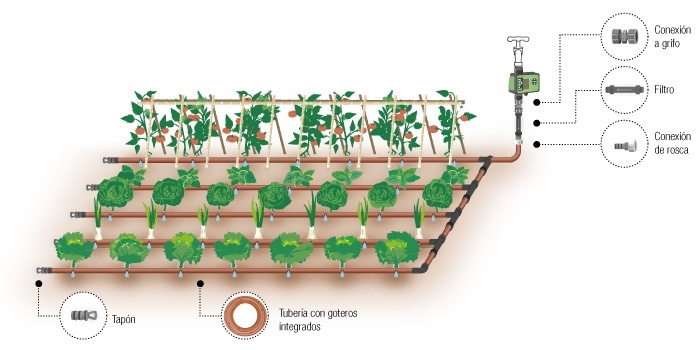 Conexión
a grifo
Filtro
Conexión
de rosca
Tapón
Tubería con goteros
integrados